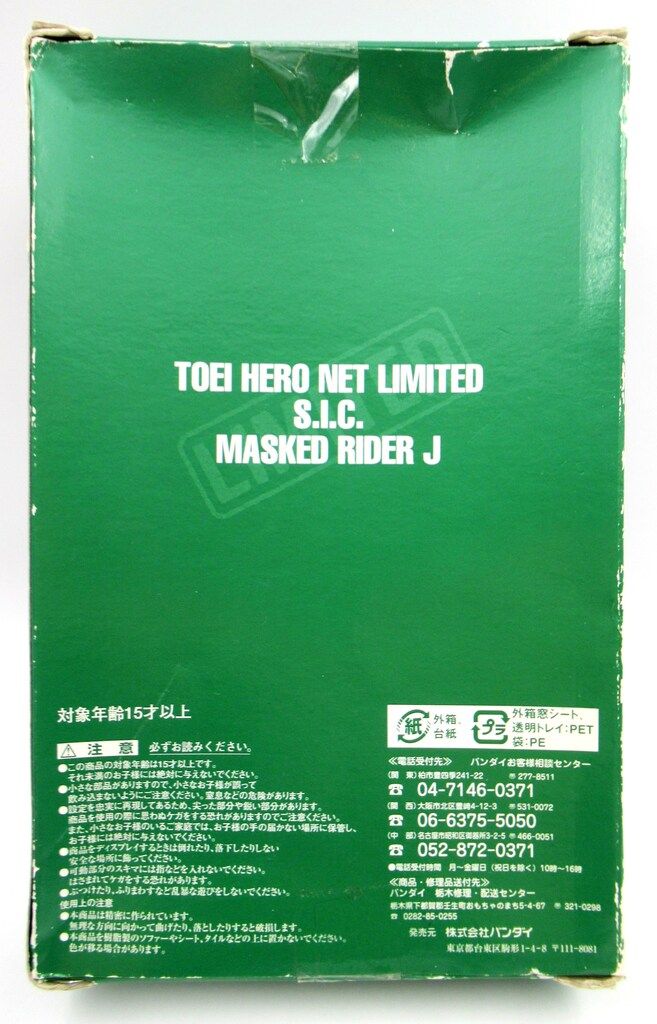 LIMITED
TOEI HERO NET LIMITED
S.I.C.
MASKED RIDER J
対象年齢15才以上
注意 必ずお読みください。
●この商品の対象年齢は15才以上です。
それ未満のお子様には絶対に与えないでください。
●小さな部品がありますので、小さなお子様が誤って
飲み込まないようにご注意ください。窒息などの危険があります。
●設定を忠実に再現してあるため、尖った部分や鋭い部分があります。
商品を使用の際に思わぬケガをする恐れがありますのでご注意ください。
また、小さなお子様のいるご家庭では、お子様の手の届かない場所に保管し、
お子様には絶対に与えないでください。
●商品をディスプレイするときは倒れたり、落下したりしない
安全な場所に飾ってください。
●可動部分のスキマには指などを入れないでください。
はさまれてケガをする恐れがあります。
●ぶつけたり、ふりまわすなど乱暴な遊びをしないでください。
使用上の注意
●本商品は精密に作られています。
無理な方向に向かって曲げたり、落としたりすると破損します。
●本商品を樹脂製のソファーやシート、タイルなどの上に置かないでください。
色が移る場合があります。
紙 外箱、
台紙
プラ 外箱窓シート、
透明トレイ:PET
袋:PE
≪電話受付先≫ バンダイお客様相談センター
(関 東)柏市豊四季241-22 〒277-8511
☎ 04-7146-0371
(関 西)大阪市北区豊崎4-12-3 〒531-0072
☎ 06-6375-5050
(中 部)名古屋市昭和区御器所3-2-5 〒466-0051
☎ 052-872-0371
●電話受付時間 月〜金曜日(祝日を除く)10時〜16時
≪商品・修理品送付先≫
バンダイ 栃木修理・配送センター
栃木県下都賀郡壬生町おもちゃのまち5-4-67 〒321-0298
☎ 0282-85-0255
発売元 株式会社バンダイ
東京都台東区駒形1-4-8 〒111-8081